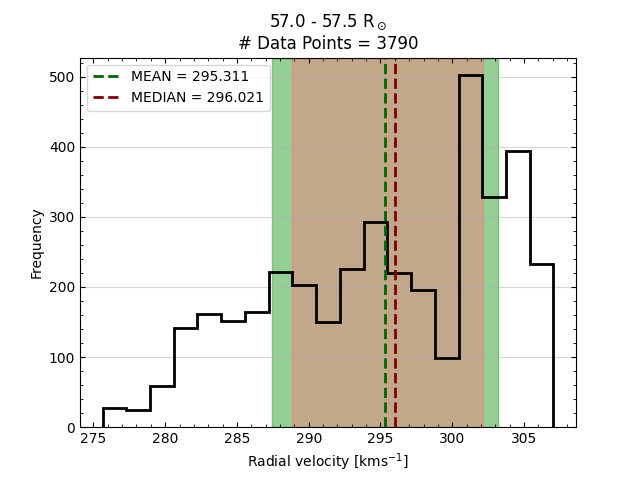 57.0 - 57.5 R⊙
# Data Points = 3790
MEAN = 295.311
MEDIAN = 296.021
Frequency
500
400
300
200
100
0
275 280 285 290 295 300 305
Radial velocity [kms⁻¹]